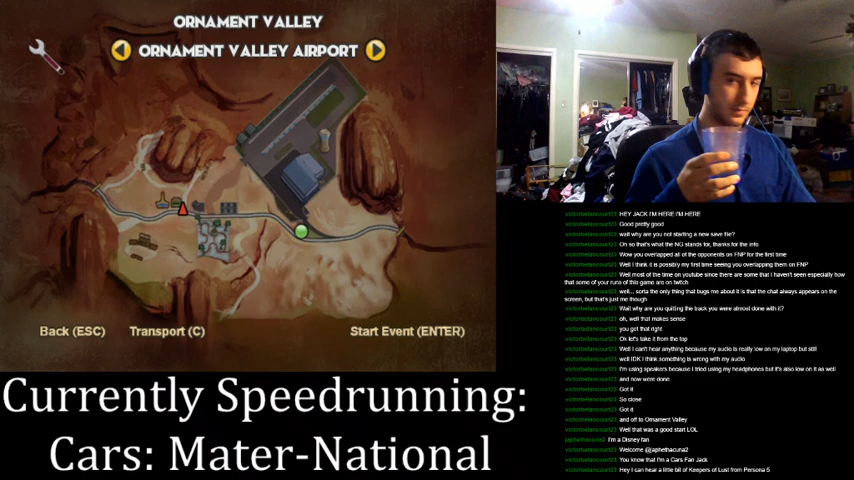 ORNAMENT VALLEY
ORNAMENT VALLEY AIRPORT
Back (ESC)
Transport (C)
Start Event (ENTER)
Currently Speedrunning:
Cars: Mater-National
victorbetancourt23 HEY JACK I'M HERE I'M HERE
victorbetancourt23 Good pretty good
victorbetancourt23 wait why are you not starting a new save file?
victorbetancourt23 Oh so that's what the NG stands for, thanks for the info
victorbetancourt23 Wow you overlapped all of the opponents on FNP for the first time
victorbetancourt23 Well I think it is possibly my first time seeing you overlapping them on FNP
victorbetancourt23 Well most of the time on youtube since there are some that I haven't seen especially how
that some of your runs of this game are on twitch
victorbetancourt23 well... sorta the only thing that bugs me about it is that the chat always appears on the
screen, but that's just me though
victorbetancourt23 Wait why are you quitting the track you were almost done with it?
victorbetancourt23 oh, well that makes sense
victorbetancourt23 you got that right
victorbetancourt23 Ok let's take it from the top
victorbetancourt23 Well I can't hear anything because my audio is really low on my laptop but still
victorbetancourt23 well IDK I think something is wrong with my audio
victorbetancourt23 I'm using speakers because I tried using my headphones but it's also low on it as well
victorbetancourt23 and now were done
victorbetancourt23 Got it
victorbetancourt23 So close
victorbetancourt23 Got it
victorbetancourt23 and off to Ornament Valley
victorbetancourt23 Well that was a good start LOL
japhethacuna2 I'm a Disney fan
victorbetancourt23 Welcome @japhethacuna2
victorbetancourt23 You know that I'm a Cars Fan Jack
victorbetancourt23 Hey I can hear a little bit of Keepers of Lust from Persona 5